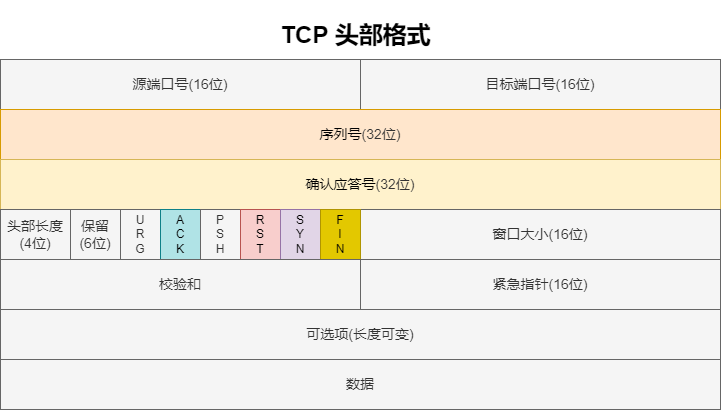 TCP 头部格式
源端口号(16位) 目标端口号(16位)
序列号(32位)
确认应答号(32位)
头部长度
(4位)
保留
(6位)
URG
ACK
PSH
RST
SYN
FIN
窗口大小(16位)
校验和 紧急指针(16位)
可选项(长度可变)
数据